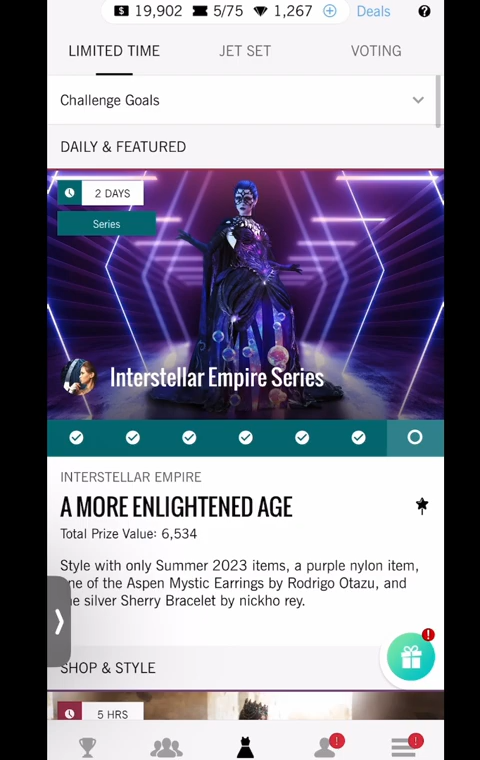 19,902 5/75 1,267 Deals
LIMITED TIME JET SET VOTING
Challenge Goals
DAILY & FEATURED
2 DAYS
Series
Interstellar Empire Series
INTERSTELLAR EMPIRE
A MORE ENLIGHTENED AGE
Total Prize Value: 6,534
Style with only Summer 2023 items, a purple nylon item,
one of the Aspen Mystic Earrings by Rodrigo Otazu, and
the silver Sherry Bracelet by nickho rey.
SHOP & STYLE
5 HRS